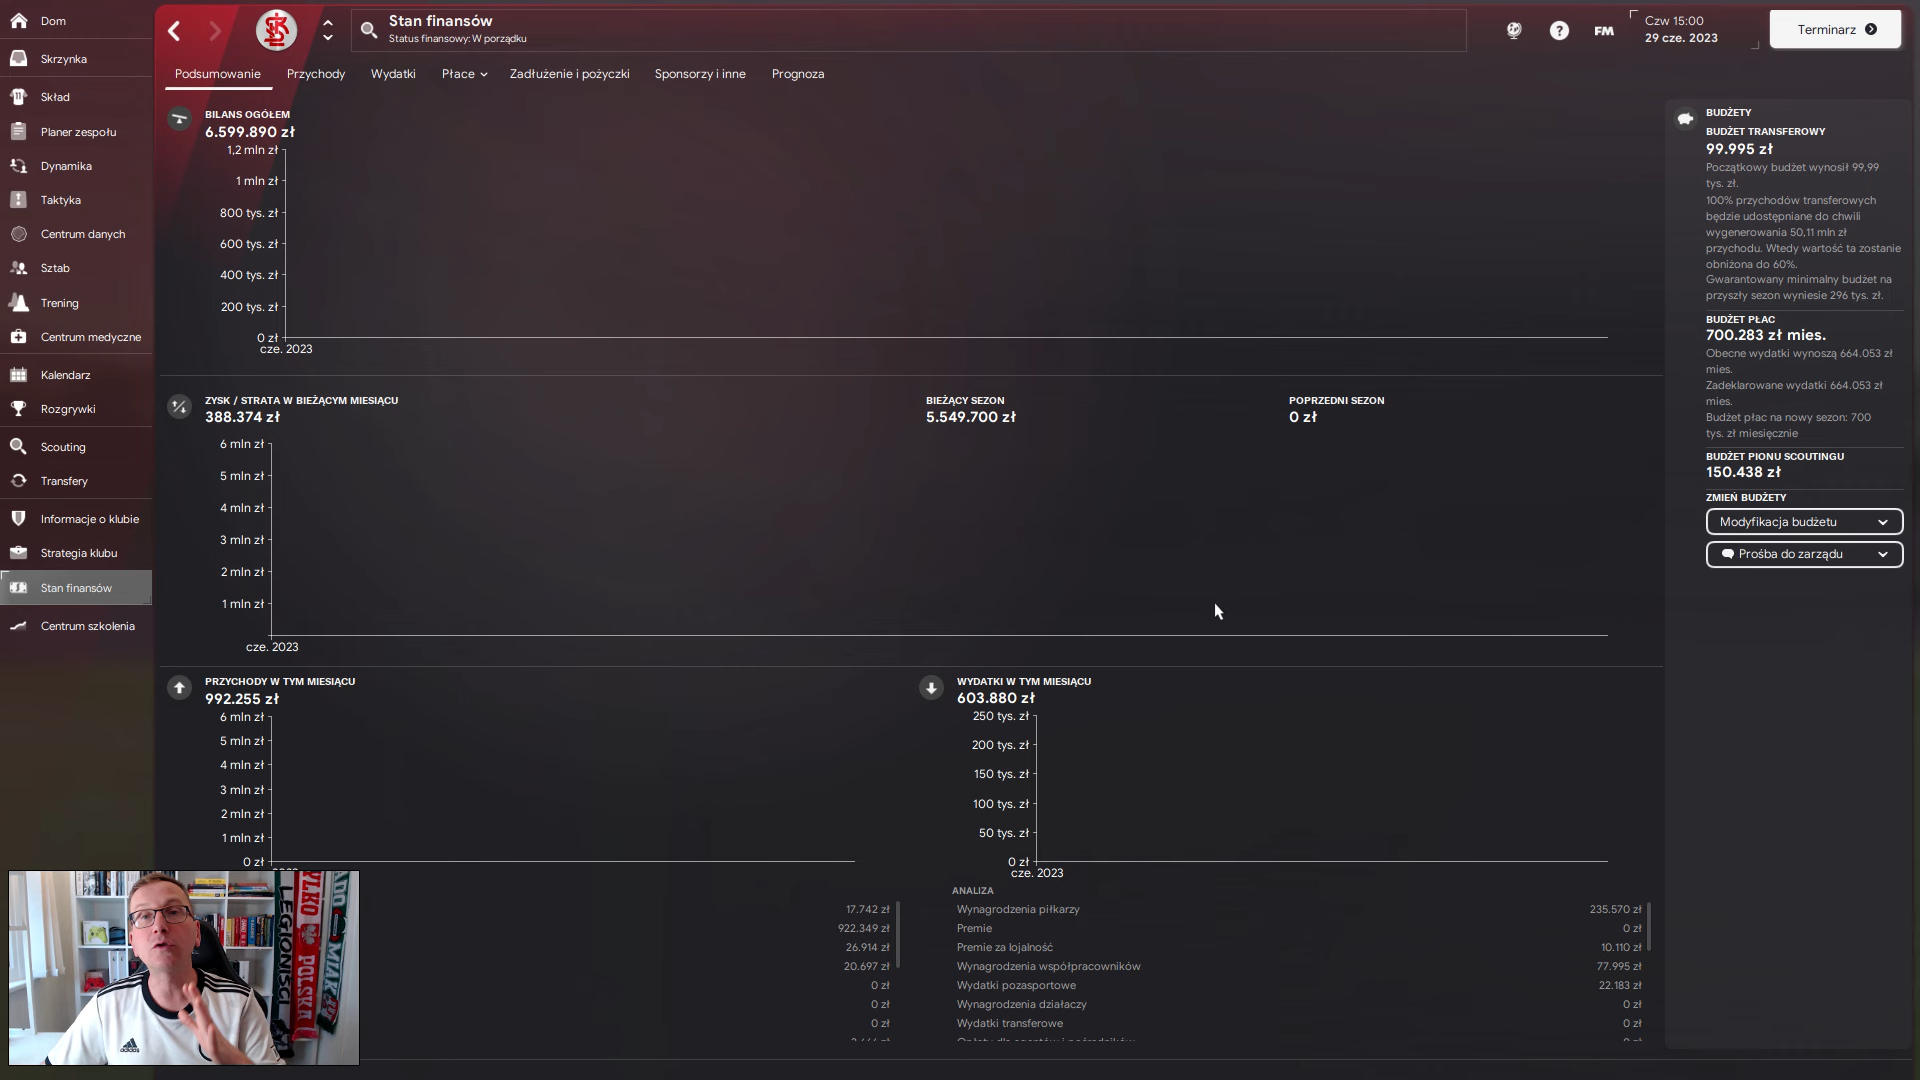 Dom
Skrzynka
Skład
Planer zespołu
Dynamika
Taktyka
Centrum danych
Sztab
Trening
Centrum medyczne
Kalendarz
Rozgrywki
Scouting
Transfery
Informacje o klubie
Strategia klubu
Stan finansów
Centrum szkolenia
Stan finansów
Status finansowy: W porządku
FM
Czw 15:00
29 cze. 2023
Terminarz
Podsumowanie
Przychody
Wydatki
Płace
Zadłużenie i pożyczki
Sponsorzy i inne
Prognoza
BILANS OGÓŁEM
6.599.890 zł
1,2 mln zł
1 mln zł
800 tys. zł
600 tys. zł
400 tys. zł
200 tys. zł
0 zł
cze. 2023
ZYSK / STRATA W BIEŻĄCYM MIESIĄCU
388.374 zł
BIEŻĄCY SEZON
5.549.700 zł
POPRZEDNI SEZON
0 zł
6 mln zł
5 mln zł
4 mln zł
3 mln zł
2 mln zł
1 mln zł
cze. 2023
PRZYCHODY W TYM MIESIĄCU
992.255 zł
6 mln zł
5 mln zł
4 mln zł
3 mln zł
2 mln zł
1 mln zł
0 zł
17.742 zł
922.349 zł
26.914 zł
20.697 zł
0 zł
0 zł
0 zł
WYDATKI W TYM MIESIĄCU
603.880 zł
250 tys. zł
200 tys. zł
150 tys. zł
100 tys. zł
50 tys. zł
0 zł
cze. 2023
ANALIZA
Wynagrodzenia piłkarzy 235.570 zł
Premie 0 zł
Premie za lojalność 10.110 zł
Wynagrodzenia współpracowników 77.995 zł
Wydatki pozasportowe 22.183 zł
Wynagrodzenia działaczy 0 zł
Wydatki transferowe 0 zł
BUDŻETY
BUDŻET TRANSFEROWY
99.995 zł
Początkowy budżet wynosił 99,99
tys. zł.
100% przychodów transferowych
będzie udostępniane do chwili
wygenerowania 50,11 mln zł
przychodu. Wtedy wartość ta zostanie
obniżona do 60%.
Gwarantowany minimalny budżet na
przyszły sezon wyniesie 296 tys. zł.
BUDŻET PŁAC
700.283 zł mies.
Obecne wydatki wynoszą 664.053 zł
mies.
Zadeklarowane wydatki 664.053 zł
mies.
Budżet płac na nowy sezon: 700
tys. zł miesięcznie
BUDŻET PIONU SCOUTINGU
150.438 zł
ZMIEŃ BUDŻETY
Modyfikacja budżetu
Prośba do zarządu
LEGIONIŚCI
POLSKA
adidas